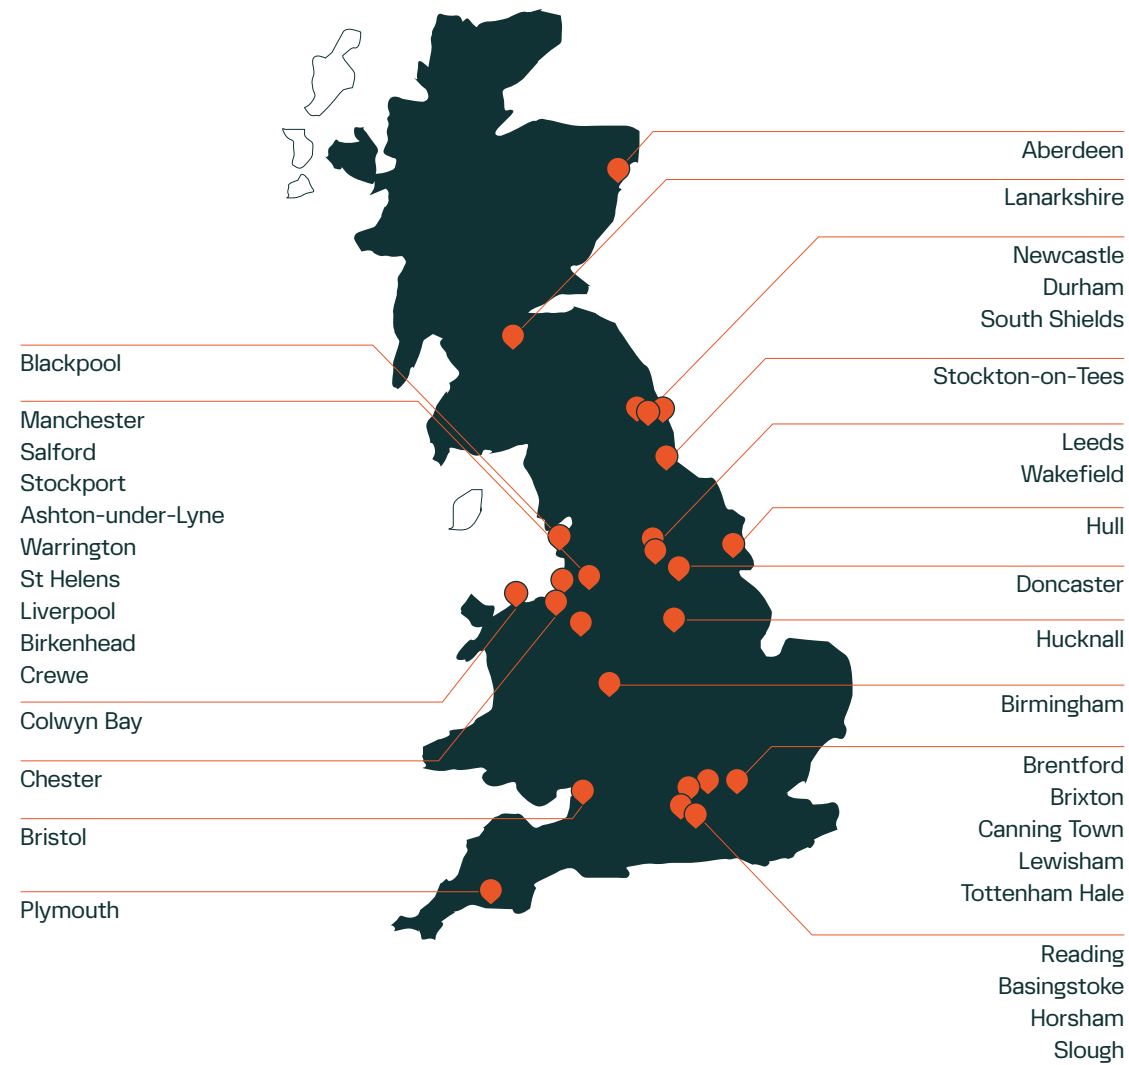 Aberdeen
Lanarkshire
Newcastle
Durham
South Shields
Stockton-on-Tees
Leeds
Wakefield
Hull
Doncaster
Hucknall
Birmingham
Brentford
Brixton
Canning Town
Lewisham
Tottenham Hale
Reading
Basingstoke
Horsham
Slough
Blackpool
Manchester
Salford
Stockport
Ashton-under-Lyne
Warrington
St Helens
Liverpool
Birkenhead
Crewe
Colwyn Bay
Chester
Bristol
Plymouth